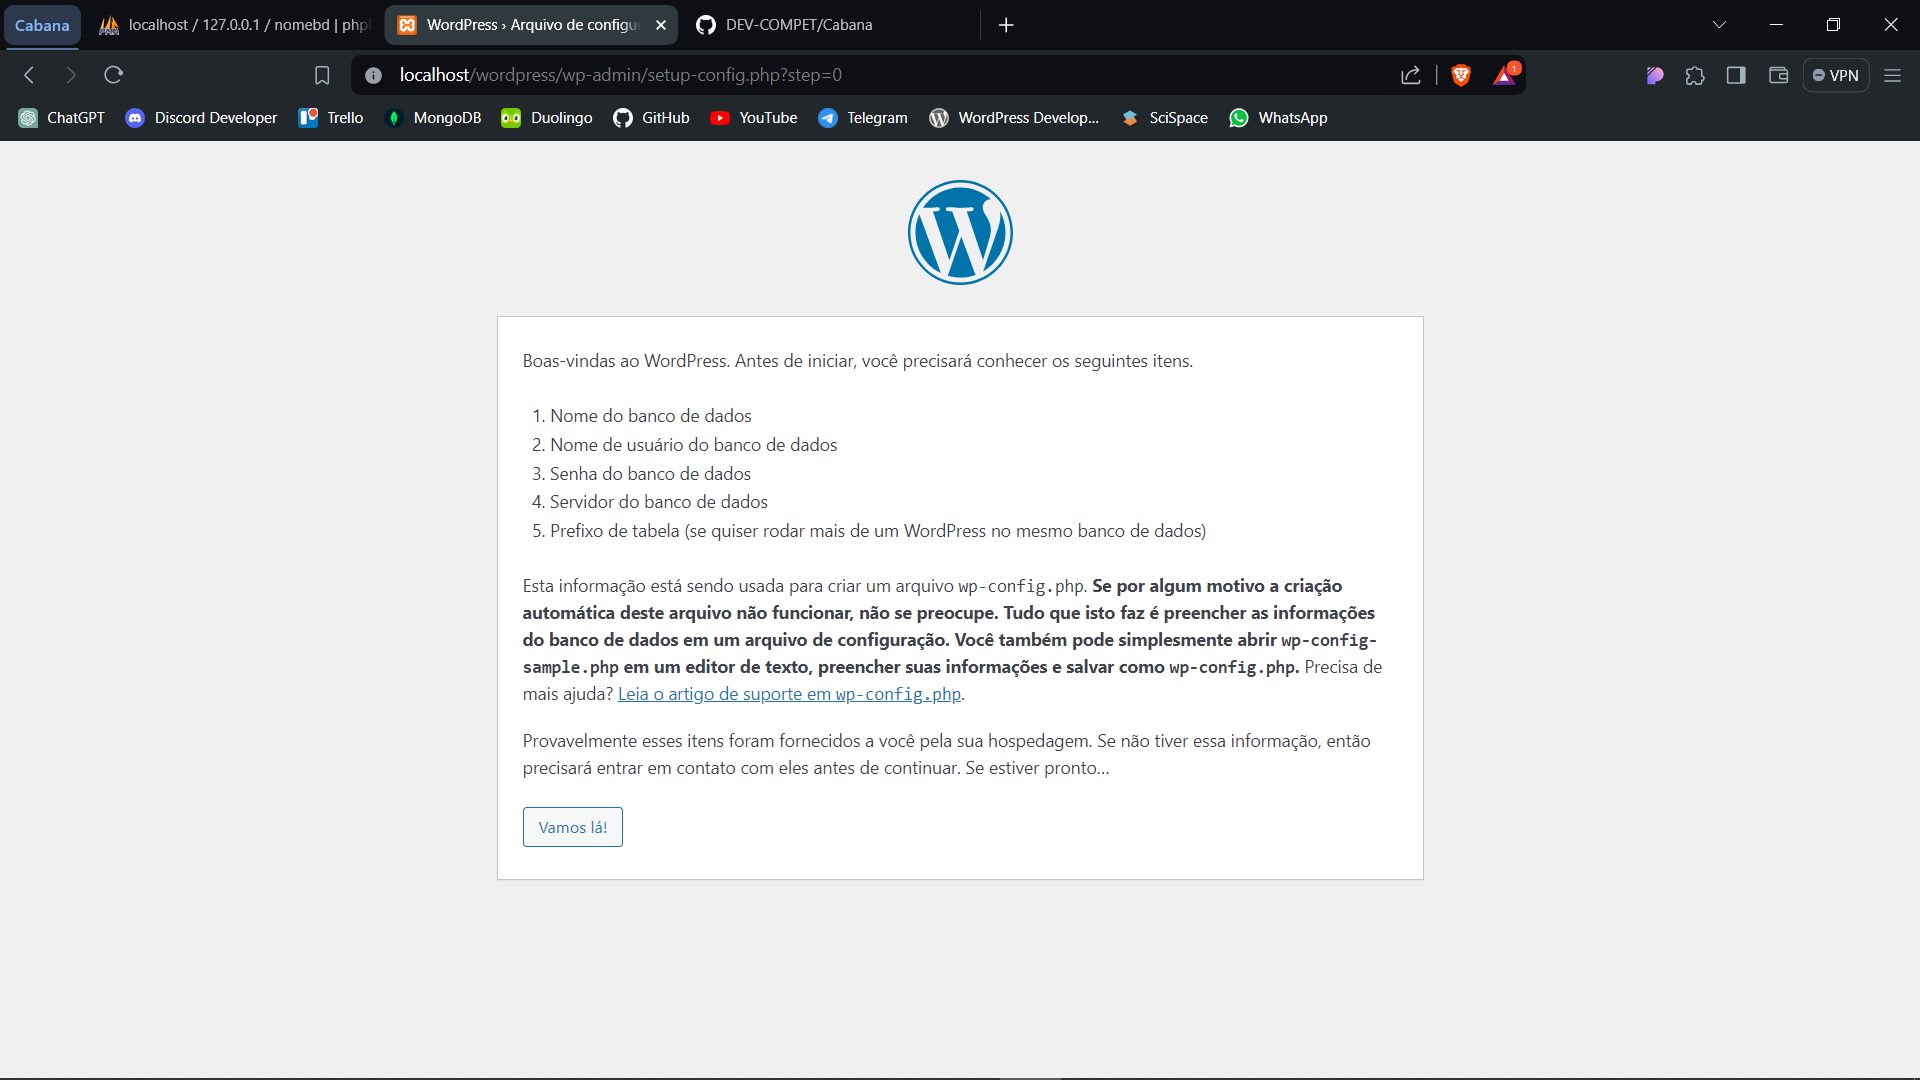 Cabana
localhost / 127.0.0.1 / nomebd | php
WordPress › Arquivo de configu
DEV-COMPET/Cabana
localhost/wordpress/wp-admin/setup-config.php?step=0
1
VPN
ChatGPT
Discord Developer
Trello
MongoDB
Duolingo
GitHub
YouTube
Telegram
WordPress Develop...
SciSpace
WhatsApp
Boas-vindas ao WordPress. Antes de iniciar, você precisará conhecer os seguintes itens.
1. Nome do banco de dados
2. Nome de usuário do banco de dados
3. Senha do banco de dados
4. Servidor do banco de dados
5. Prefixo de tabela (se quiser rodar mais de um WordPress no mesmo banco de dados)
Esta informação está sendo usada para criar um arquivo wp-config.php. Se por algum motivo a criação
automática deste arquivo não funcionar, não se preocupe. Tudo que isto faz é preencher as informações
do banco de dados em um arquivo de configuração. Você também pode simplesmente abrir wp-config-
sample.php em um editor de texto, preencher suas informações e salvar como wp-config.php. Precisa de
mais ajuda? Leia o artigo de suporte em wp-config.php.
Provavelmente esses itens foram fornecidos a você pela sua hospedagem. Se não tiver essa informação, então
precisará entrar em contato com eles antes de continuar. Se estiver pronto...
Vamos lá!